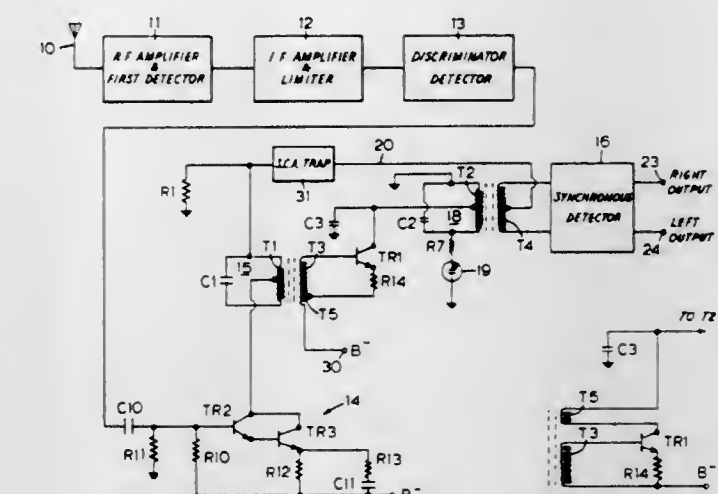 11
12
13
10
R.F AMPLIFIER
&
FIRST DETECTOR
I F AMPLIFIER
&
LIMITER
DISCRIMINATOR
DETECTOR
20
16
S.C.A TRAP
31
R1
T2
23
RIGHT
OUTPUT
SYNCHRONOUS
DETECTOR
C3
C2
18
T4
24
LEFT
OUTPUT
R7
19
T1
15
T3
TR1
C1
R14
T5
B-
30
TO T2
C3
T5
14
C10
TR2
TR3
T3
TR1
R11
R10
R12
R13
C11
R14
B-
B-